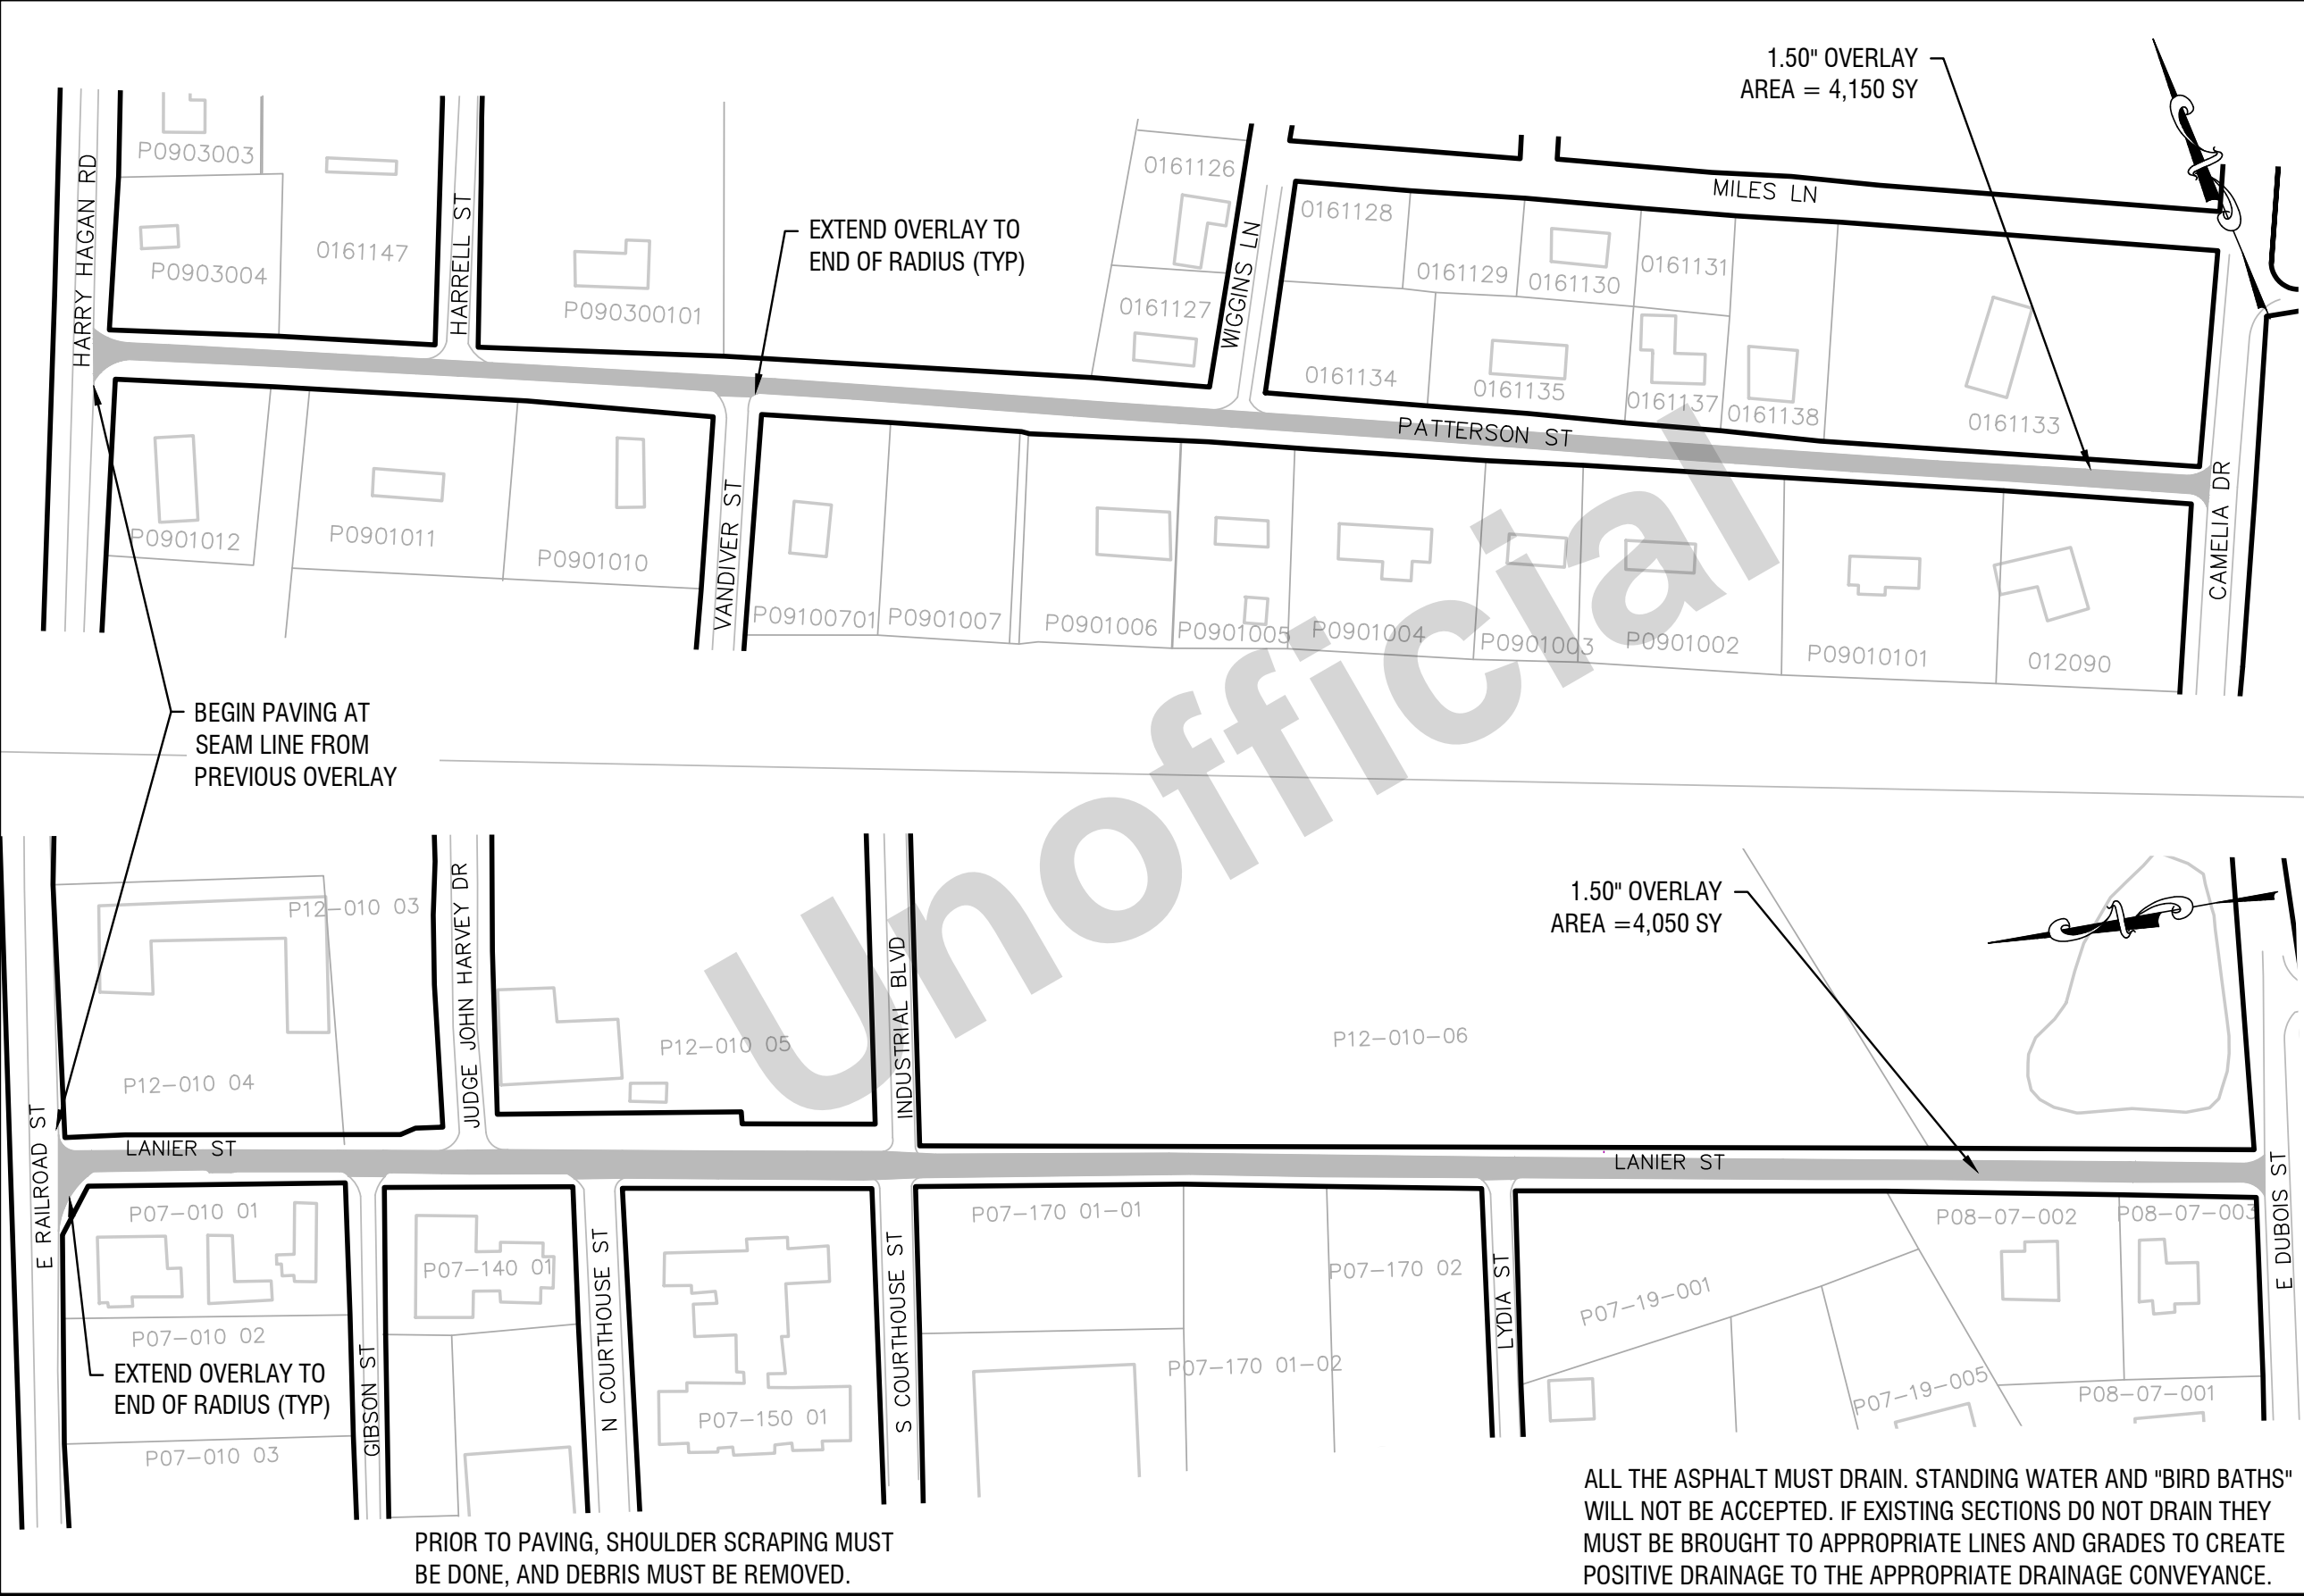 1.50" OVERLAY
AREA = 4,150 SY
HARRY HAGAN RD
P0903003
P0903004
0161147
HARRELL ST
P090300101
EXTEND OVERLAY TO
END OF RADIUS (TYP)
0161126
0161127
WIGGINS LN
MILES LN
0161128
0161129
0161130
0161131
0161134
0161135
0161137
0161138
0161133
PATTERSON ST
CAMELIA DR
P0901012
P0901011
P0901010
VANDIVER ST
P09100701
P0901007
P0901006
P0901005
P0901004
P0901003
P0901002
P09010101
012090
BEGIN PAVING AT
SEAM LINE FROM
PREVIOUS OVERLAY
Unofficial
N
N
1.50" OVERLAY
AREA =4,050 SY
P12-010 03
P12-010 04
JUDGE JOHN HARVEY DR
P12-010 05
INDUSTRIAL BLVD
P12-010-06
E RAILROAD ST
LANIER ST
LANIER ST
E DUBOIS ST
P07-010 01
P07-010 02
EXTEND OVERLAY TO
END OF RADIUS (TYP)
P07-010 03
GIBSON ST
P07-140 01
N COURTHOUSE ST
P07-150 01
S COURTHOUSE ST
P07-170 01-01
P07-170 02
P07-170 01-02
LYDIA ST
P07-19-001
P07-19-005
P08-07-002
P08-07-003
P08-07-001
PRIOR TO PAVING, SHOULDER SCRAPING MUST
BE DONE, AND DEBRIS MUST BE REMOVED.
ALL THE ASPHALT MUST DRAIN. STANDING WATER AND "BIRD BATHS"
WILL NOT BE ACCEPTED. IF EXISTING SECTIONS DO NOT DRAIN THEY
MUST BE BROUGHT TO APPROPRIATE LINES AND GRADES TO CREATE
POSITIVE DRAINAGE TO THE APPROPRIATE DRAINAGE CONVEYANCE.